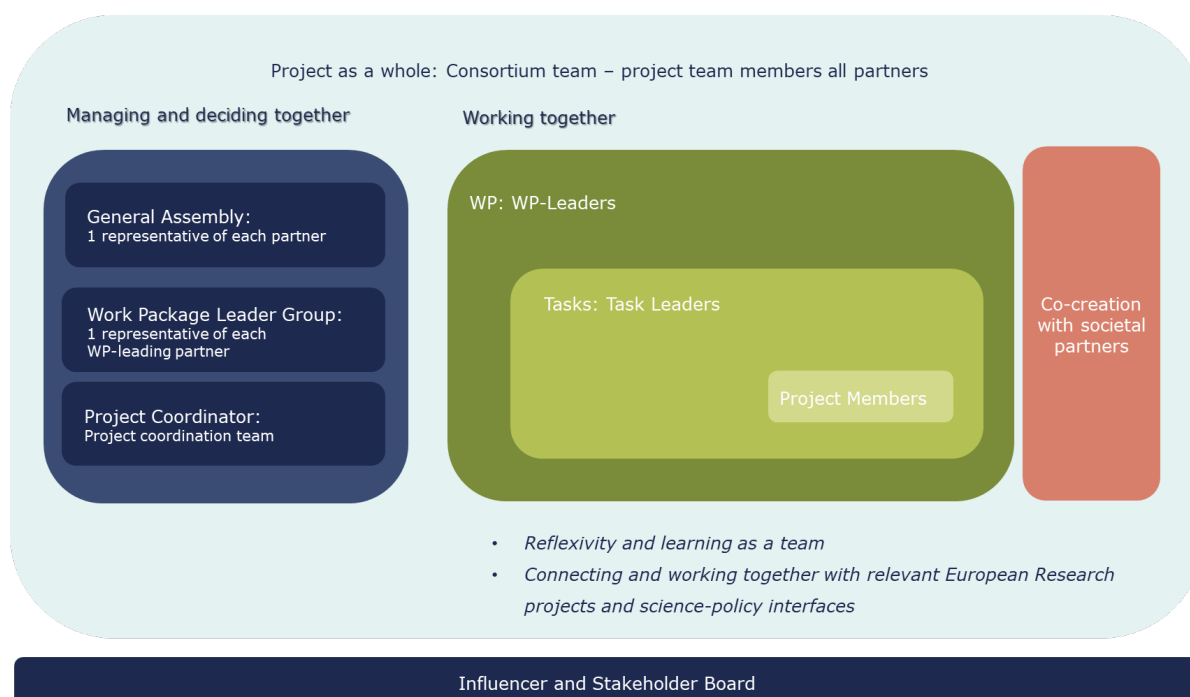 Project as a whole: Consortium team – project team members all partners
Managing and deciding together
Working together
General Assembly:
1 representative of each partner
Work Package Leader Group:
1 representative of each
WP-leading partner
Project Coordinator:
Project coordination team
WP: WP-Leaders
Tasks: Task Leaders
Project Members
Co-creation
with societal
partners
• Reflexivity and learning as a team
• Connecting and working together with relevant European Research
projects and science-policy interfaces
Influencer and Stakeholder Board